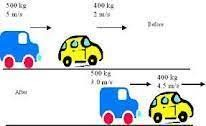 500 kg
5 m/s
400 kg
2 m/s
Before
After
500 kg
3.0 m/s
400 kg
4.5 m/s